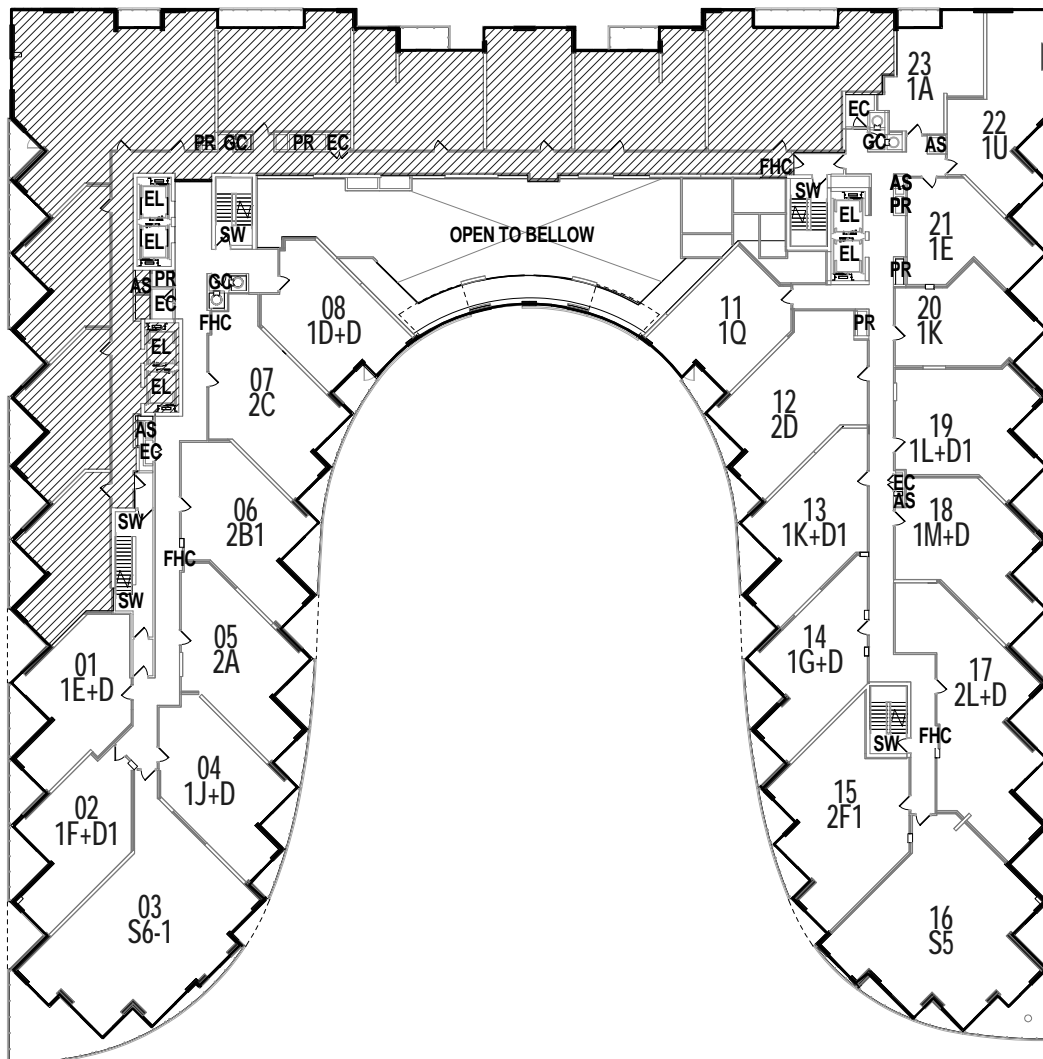 23
1A
EC
22
1U
PR
GC
PR
EC
GC
AS
FHC
EL
SW
AS
PR
EL
SW
OPEN TO BELLOW
21
1E
EL
EL
AS
PR
GC
PR
EC
08
1D+D
11
1Q
20
1K
FHC
PR
EL
07
2C
EL
12
2D
AS
19
1L+D1
EC
EC
AS
06
2B1
13
1K+D1
18
1M+D
SW
FHC
SW
05
2A
14
1G+D
01
1E+D
17
2L+D
SW
FHC
04
1J+D
15
2F1
02
1F+D1
03
S6-1
16
S5